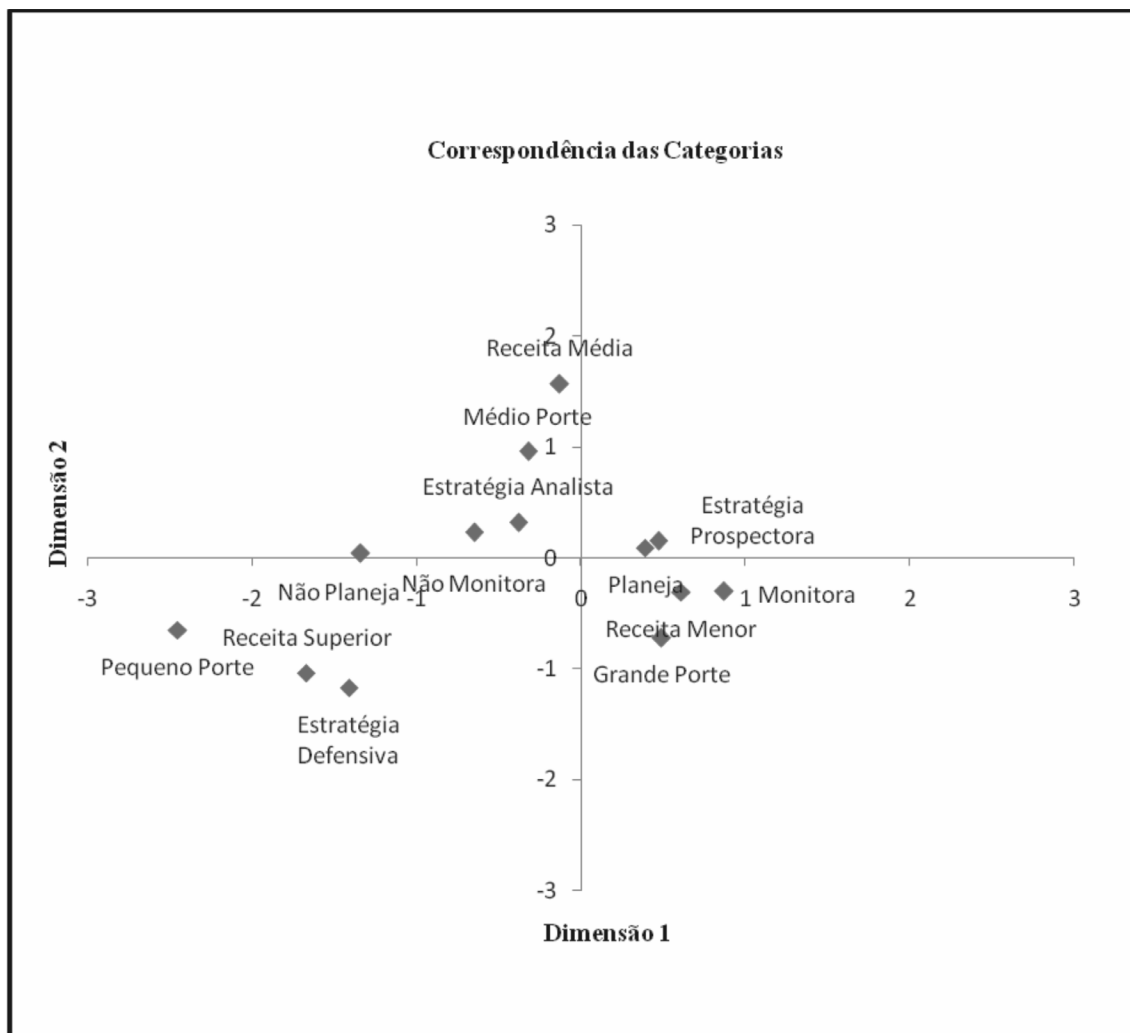 Correspondência das Categorias
3
2
Receita Média
Médio Porte
1
Estratégia Analista
Estratégia
Prospectora
Dimensão 2
0
-3
-2
-1
0
1
2
3
Não Planeja
Não Monitora
Planeja
Monitora
Receita Superior
Receita Menor
Pequeno Porte
Grande Porte
-1
Estratégia
Defensiva
-2
-3
Dimensão 1